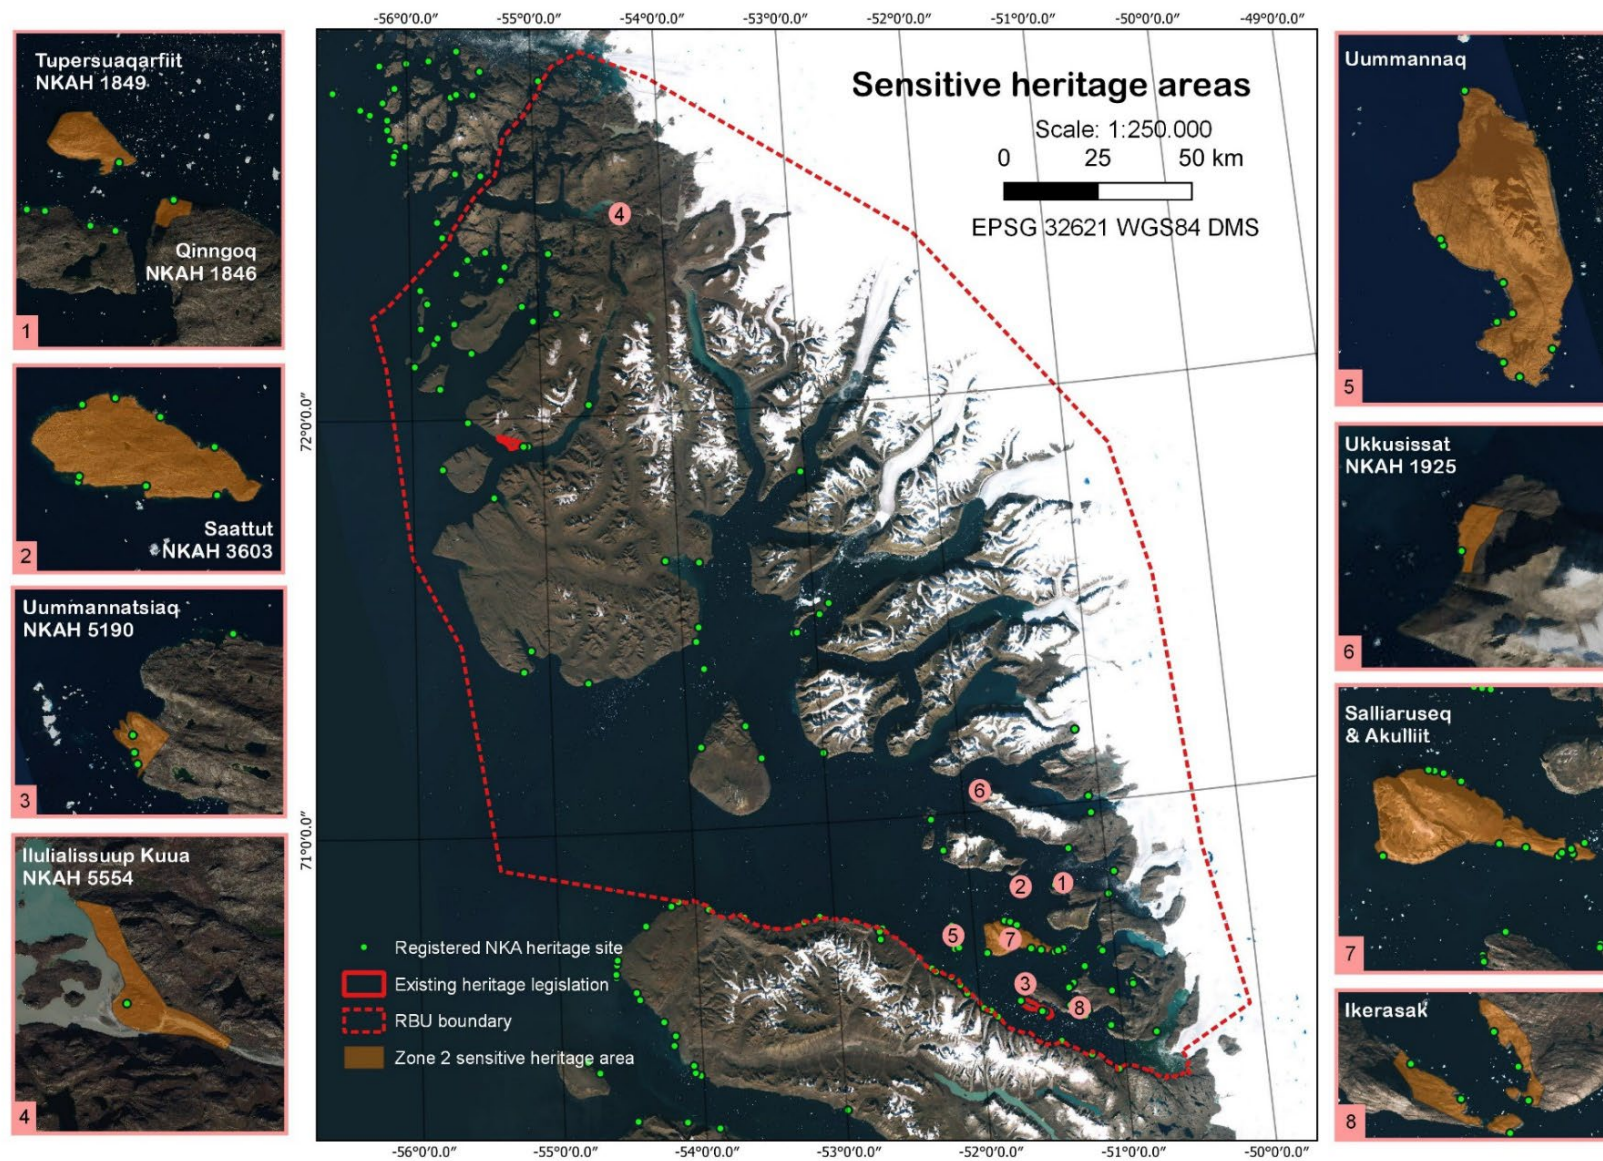 -56°0'0.0"
-55°0'0.0"
-54°0'0.0"
-53°0'0.0"
-52°0'0.0"
-51°0'0.0"
-50°0'0.0"
-49°0'0.0"
Tupersuaqarfiit
NKAH 1849
Qinngoq
NKAH 1846
1
Saattut
NKAH 3603
2
Uummannatsiaq
NKAH 5190
3
Ilulialissuup Kuua
NKAH 5554
4
Sensitive heritage areas
Scale: 1:250.000
0 25 50 km
EPSG 32621 WGS84 DMS
72°0'0.0"
71°0'0.0"
4
6
2
1
5
7
3
8
Registered NKA heritage site
Existing heritage legislation
RBU boundary
Zone 2 sensitive heritage area
-56°0'0.0"
-55°0'0.0"
-54°0'0.0"
-53°0'0.0"
-52°0'0.0"
-51°0'0.0"
-50°0'0.0"
Uummannaq
5
Ukkusissat
NKAH 1925
6
Salliaruseq
& Akulliit
7
Ikerasak
8